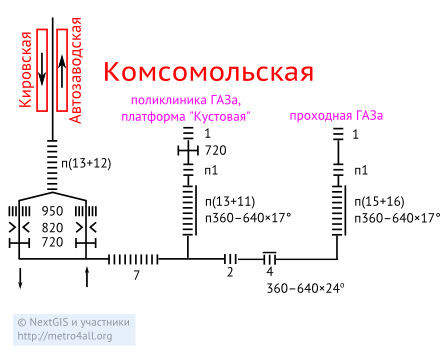 Кировская
Автозаводская
Комсомольская
поликлиника ГАЗа,
платформа "Кустовая"
проходная ГАЗа
1
720
1
п(13+12)
п1
п1
950
820
720
п(13+11)
п360–640×17°
п(15+16)
п360–640×17°
7
2
4
360–640×24°
© NextGIS и участники
http://metro4all.org